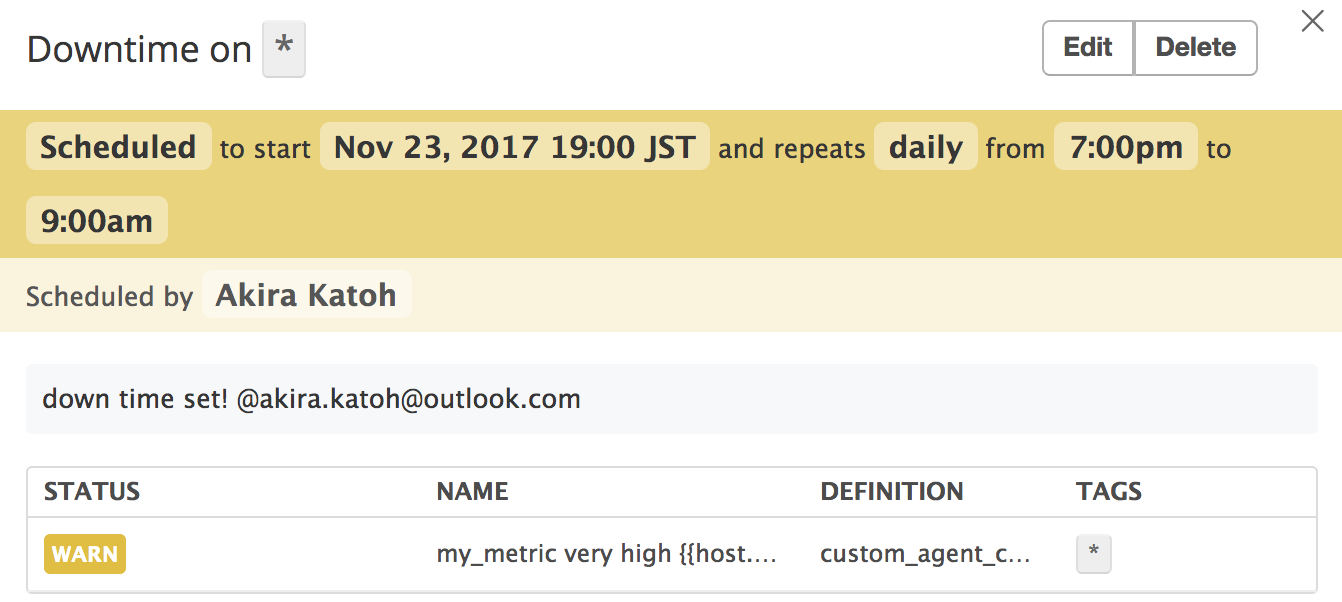 Downtime on *
Edit Delete
Scheduled to start Nov 23, 2017 19:00 JST and repeats daily from 7:00pm to
9:00am
Scheduled by Akira Katoh
down time set! @akira.katoh@outlook.com
STATUS NAME DEFINITION TAGS
WARN my_metric very high {{host.... custom_agent_c... *